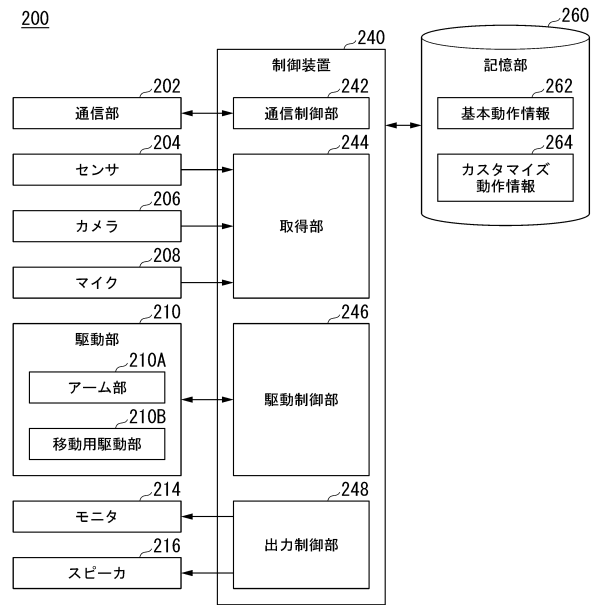 200
240
制御装置
202
通信部
242
通信制御部
204
センサ
244
取得部
206
カメラ
208
マイク
210
駆動部
210A
アーム部
210B
移動用駆動部
246
駆動制御部
214
モニタ
248
出力制御部
216
スピーカ
260
記憶部
262
基本動作情報
264
カスタマイズ
動作情報